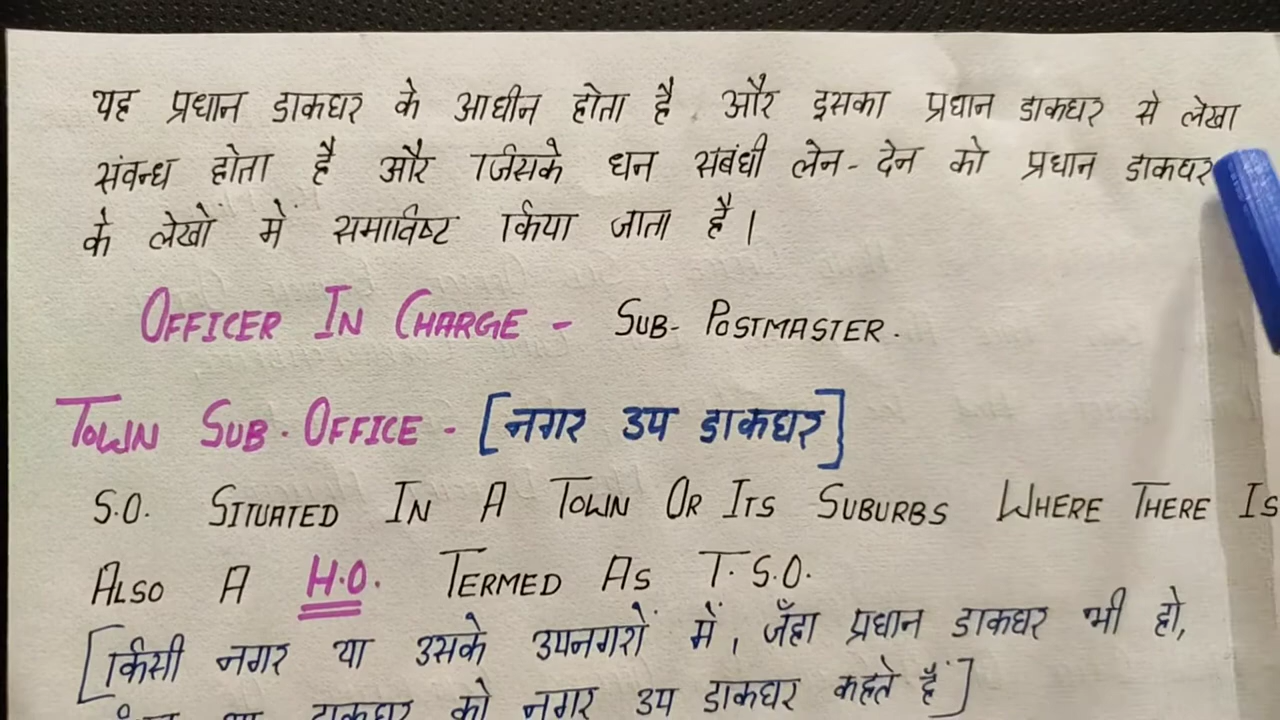 यह प्रधान डाकघर के आधीन होता है और इसका प्रधान डाकघर से लेखा
संवन्ध होता है और जिसके धन संबंधी लेन-देन को प्रधान डाकघर
के लेखों में समाविष्ट किया जाता है।
OFFICER IN CHARGE - SUB-POSTMASTER.
TOWN SUB.OFFICE - [नगर उप डाकघर]
S.O. SITUATED IN A TOWN OR ITS SUBURBS WHERE THERE IS
ALSO A H.O. TERMED AS T.S.O.
[किसी नगर या उसके उपनगरों में, जँहा प्रधान डाकघर भी हो,
डाकघर को नगर उप डाकघर कहते हैं]